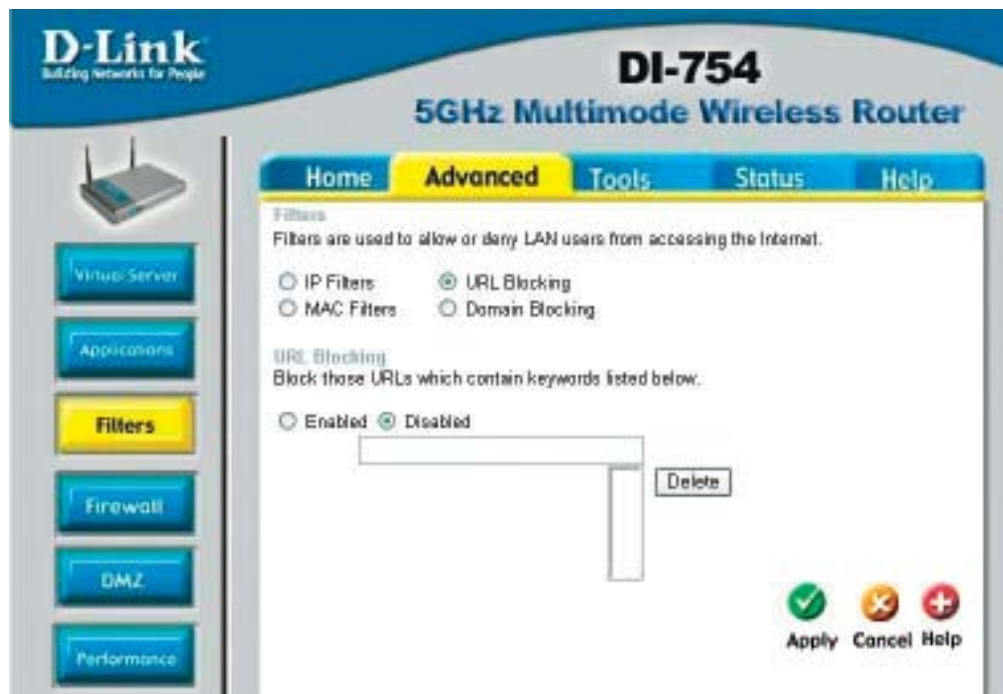 D-Link
Building Networks for People
DI-754
5GHz Multimode Wireless Router
Home
Advanced
Tools
Status
Help
Virtual Server
Applications
Filters
Firewall
DMZ
Performance
Filters
Filters are used to allow or deny LAN users from accessing the Internet.
IP Filters
URL Blocking
MAC Filters
Domain Blocking
URL Blocking
Block those URLs which contain keywords listed below.
Enabled
Disabled
Delete
Apply
Cancel
Help